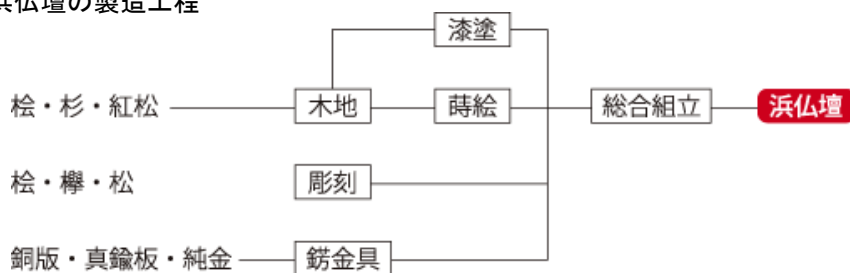 浜仏壇の製造工程
漆塗
桧・杉・紅松 木地 蒔絵 総合組立 浜仏壇
桧・欅・松 彫刻
銅版・真鍮板・純金 錺金具